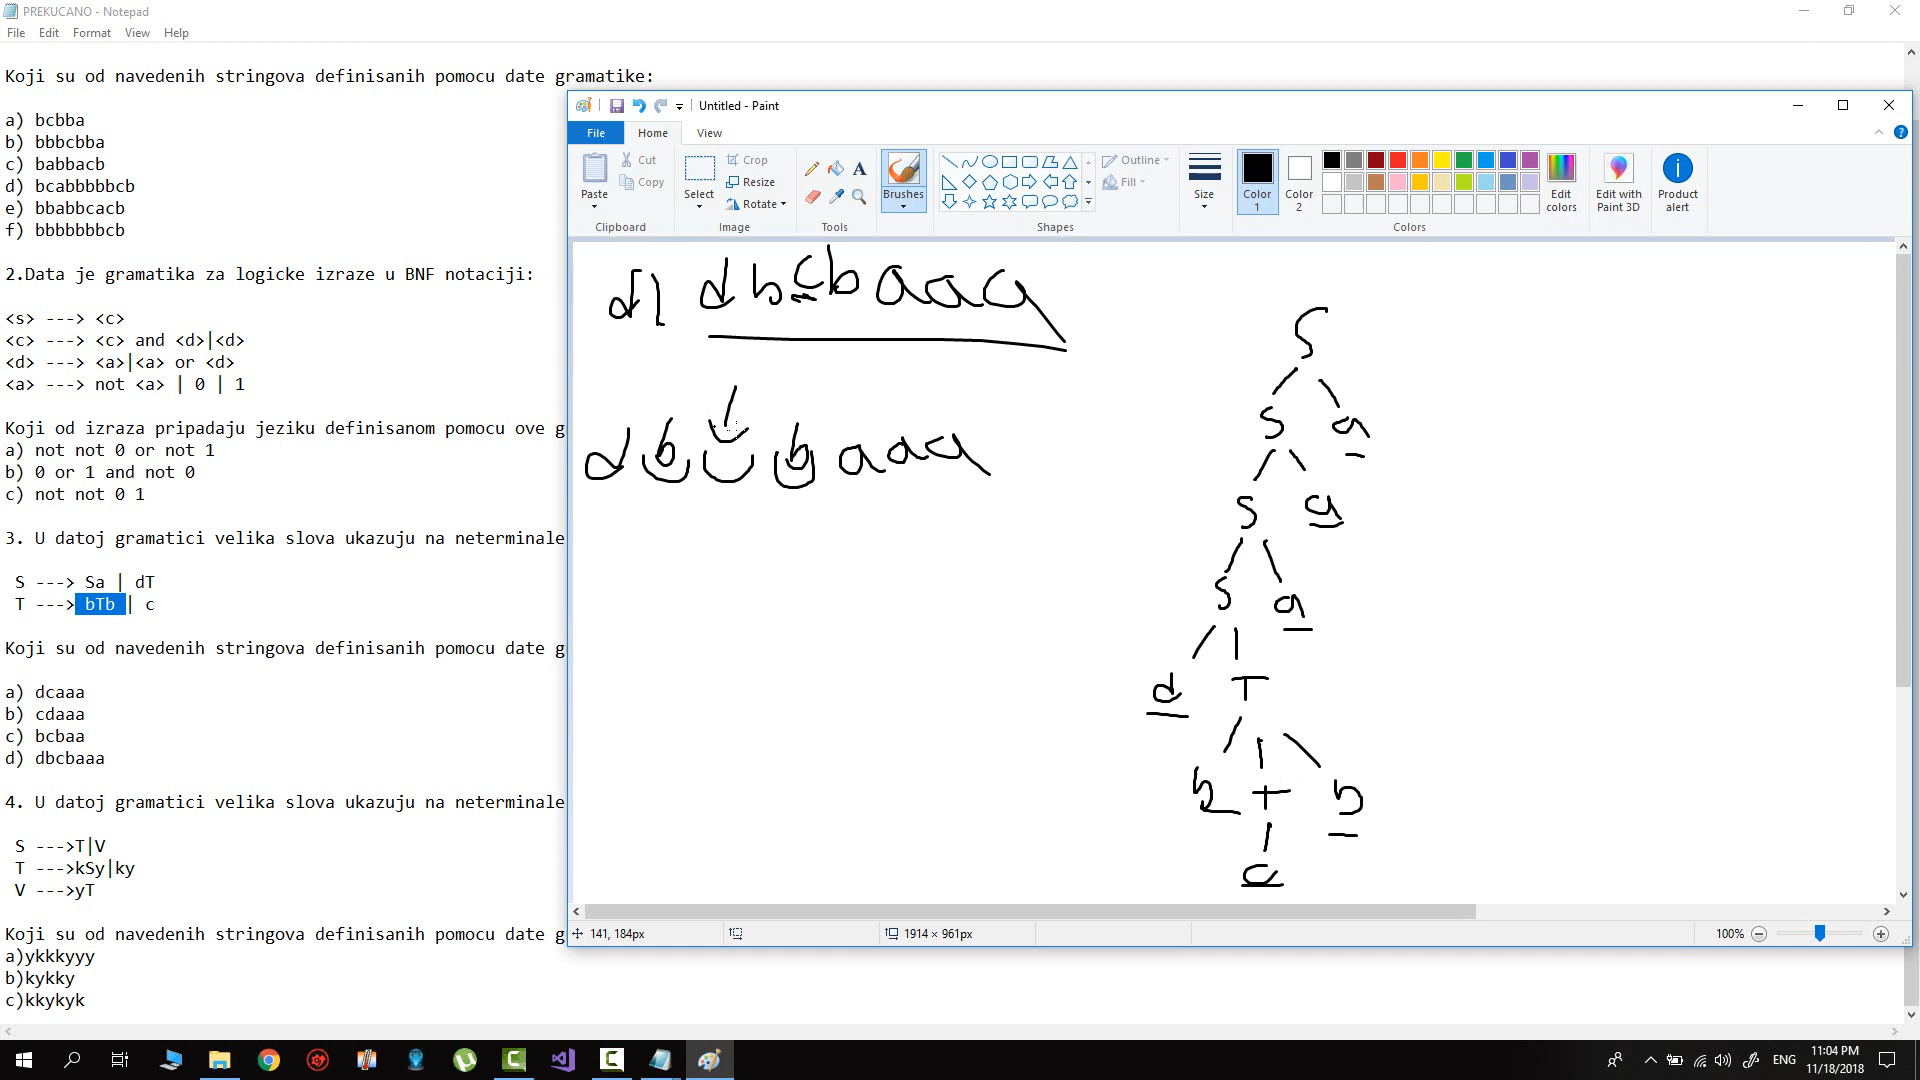 PREKUCANO - Notepad
File Edit Format View Help
Koji su od navedenih stringova definisanih pomocu date gramatike:
a) bcbba
b) bbbcbba
c) babbacb
d) bcabbbbbcb
e) bbabbcacb
f) bbbbbbbcb
2.Data je gramatika za logicke izraze u BNF notaciji:
<s> ---> <c>
<c> ---> <c> and <d>|<d>
<d> ---> <a>|<a> or <d>
<a> ---> not <a> | 0 | 1
Koji od izraza pripadaju jeziku definisanom pomocu ove g
a) not not 0 or not 1
b) 0 or 1 and not 0
c) not not 0 1
3. U datoj gramatici velika slova ukazuju na neterminale
S ---> Sa | dT
T ---> bTb | c
Koji su od navedenih stringova definisanih pomocu date g
a) dcaaa
b) cdaaa
c) bcbaa
d) dbcbaaa
4. U datoj gramatici velika slova ukazuju na neterminale
S --->T|V
T --->kSy|ky
V --->yT
Koji su od navedenih stringova definisanih pomocu date g
a)ykkkyyy
b)kykky
c)kkykyk
Untitled - Paint
File Home View
Paste Cut Copy Clipboard
Select Crop Resize Rotate Image
Tools
Brushes
Outline Fill Shapes
Size
Color 1 Color 2 Edit colors Colors
Edit with Paint 3D
Product alert
d) dbcbaaa
d b b a a a
S
S a
S a
S a
d T
b T b
c
141, 184px
1914 × 961px
100%
ENG
11:04 PM
11/18/2018